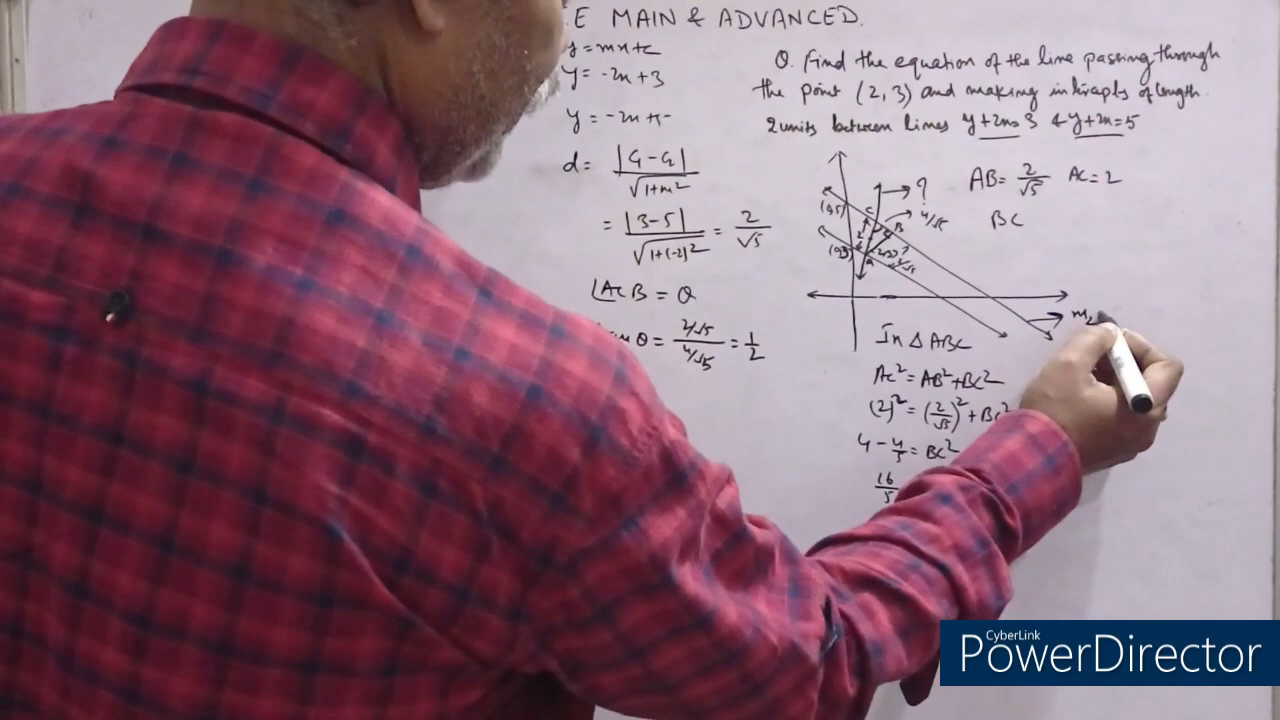 E MAIN & ADVANCED.
y = mx+c
y = -2x + 3
y = -2x +5
d = |C₁ - C₂| / √1+m²
= |3-5| / √1+(-2)² = 2/√5
∠ACB = θ
θ = 2/√5 / 4/√5 = 1/2
Q. Find the equation of the line passing through
the point (2, 3) and making intercepts of length
2 units between lines y+2x=3 & y+2x=5
AB = 2/√5 AC = 2
BC
?
4/√5
C
B
A
m₂
In △ ABC
AC² = AB² + BC²
(2)² = (2/√5)² + BC²
4 - 4/5 = BC²
16/5
CyberLink
PowerDirector